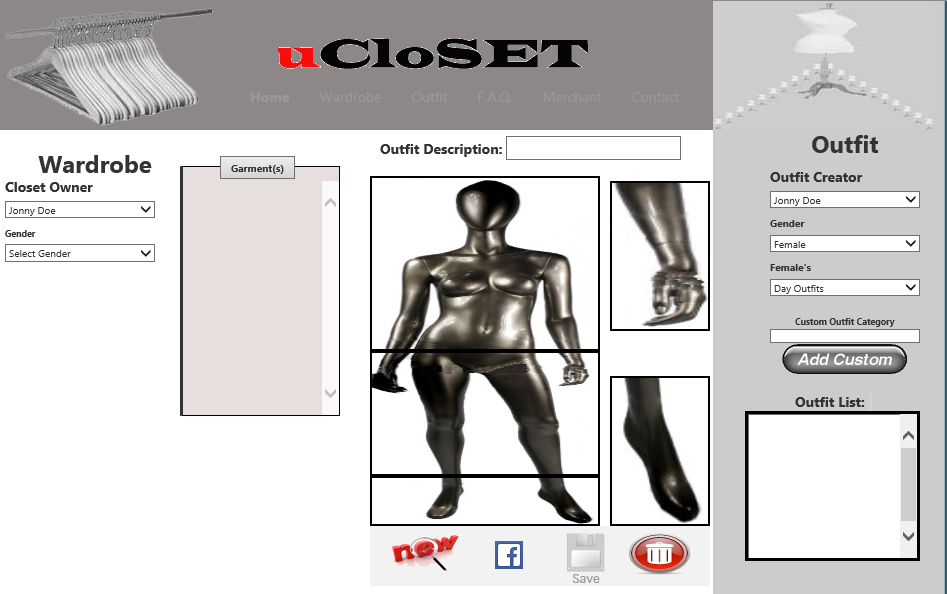 uCloSET
Home Wardrobe Outfit F.A.Q. Merchant Contact
Wardrobe
Closet Owner
Jonny Doe
Gender
Select Gender
Garment(s)
Outfit Description:
new
f
Save
Outfit
Outfit Creator
Jonny Doe
Gender
Female
Female's
Day Outfits
Custom Outfit Category
Add Custom
Outfit List: